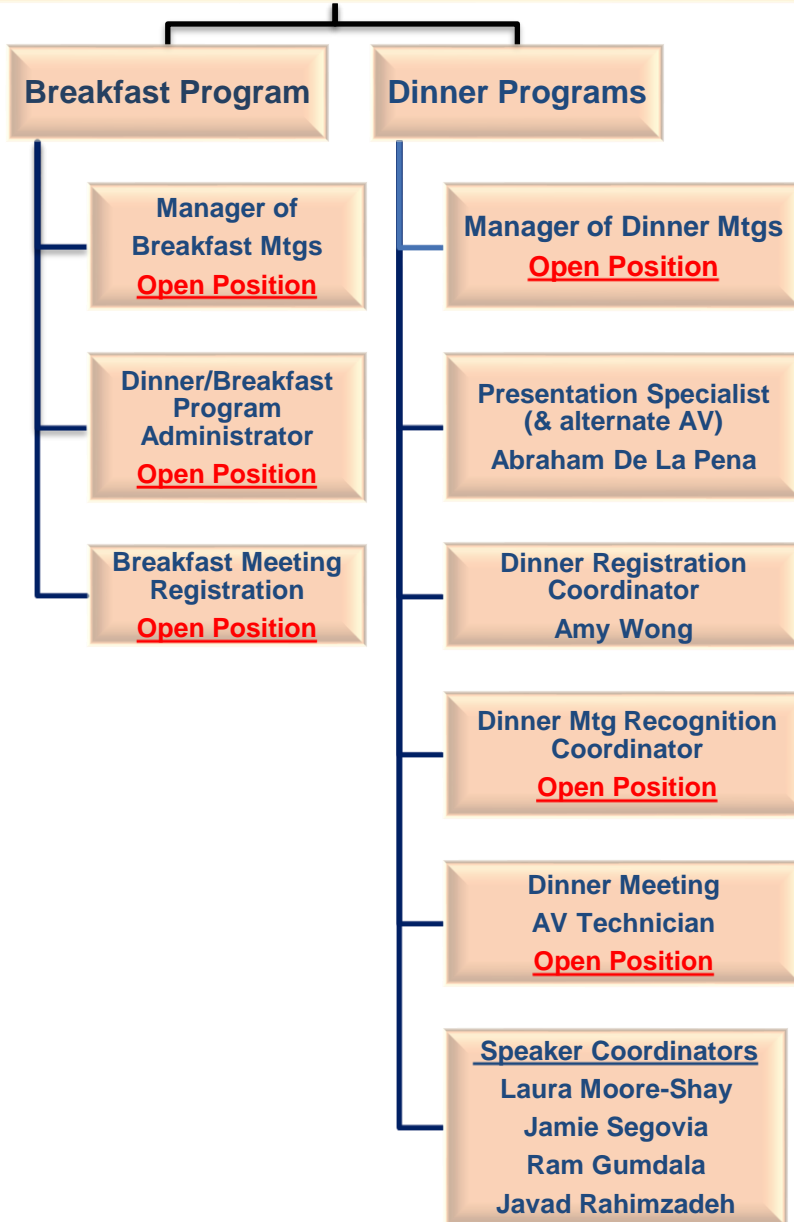 Breakfast Program
Manager of
Breakfast Mtgs
Open Position
Dinner/Breakfast
Program
Administrator
Open Position
Breakfast Meeting
Registration
Open Position
Dinner Programs
Manager of Dinner Mtgs
Open Position
Presentation Specialist
(& alternate AV)
Abraham De La Pena
Dinner Registration
Coordinator
Amy Wong
Dinner Mtg Recognition
Coordinator
Open Position
Dinner Meeting
AV Technician
Open Position
Speaker Coordinators
Laura Moore-Shay
Jamie Segovia
Ram Gumdala
Javad Rahimzadeh